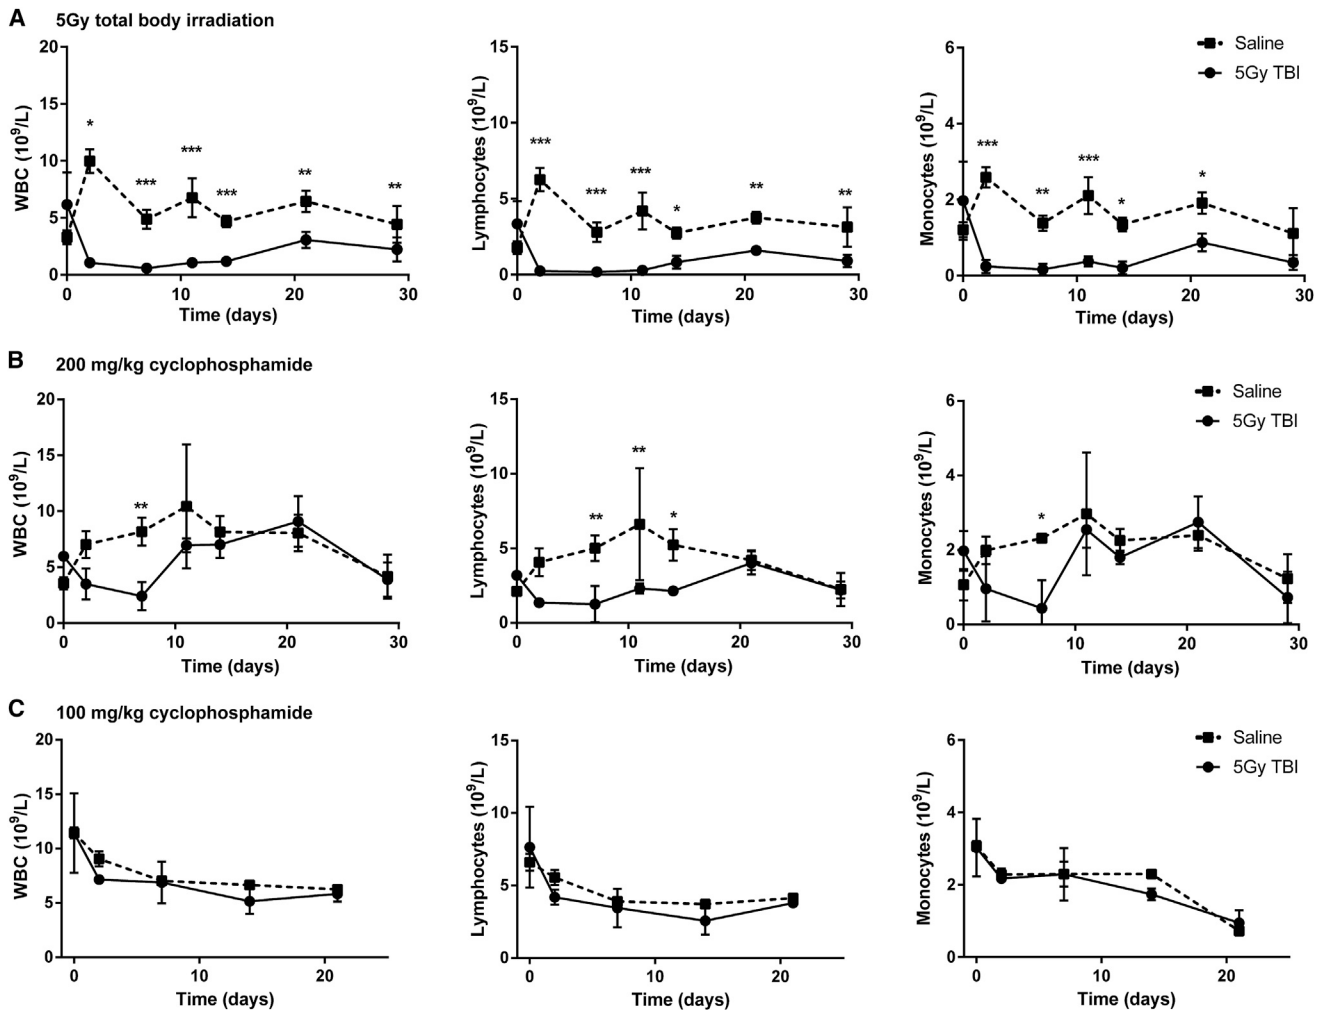 A 5Gy total body irradiation
20
15
10
5
0
WBC (10⁹/L)
*
***
***
***
**
**
0 10 20 30
Time (days)
15
10
5
0
Lymphocytes (10⁹/L)
***
***
***
*
**
**
0 10 20 30
Time (days)
6
4
2
0
Monocytes (10⁹/L)
***
**
***
*
*
0 10 20 30
Time (days)
Saline
5Gy TBI
B 200 mg/kg cyclophosphamide
20
15
10
5
0
WBC (10⁹/L)
**
0 10 20 30
Time (days)
15
10
5
0
Lymphocytes (10⁹/L)
**
**
*
0 10 20 30
Time (days)
6
4
2
0
Monocytes (10⁹/L)
*
0 10 20 30
Time (days)
Saline
5Gy TBI
C 100 mg/kg cyclophosphamide
20
15
10
5
0
WBC (10⁹/L)
0 10 20
Time (days)
15
10
5
0
Lymphocytes (10⁹/L)
0 10 20
Time (days)
6
4
2
0
Monocytes (10⁹/L)
0 10 20
Time (days)
Saline
5Gy TBI